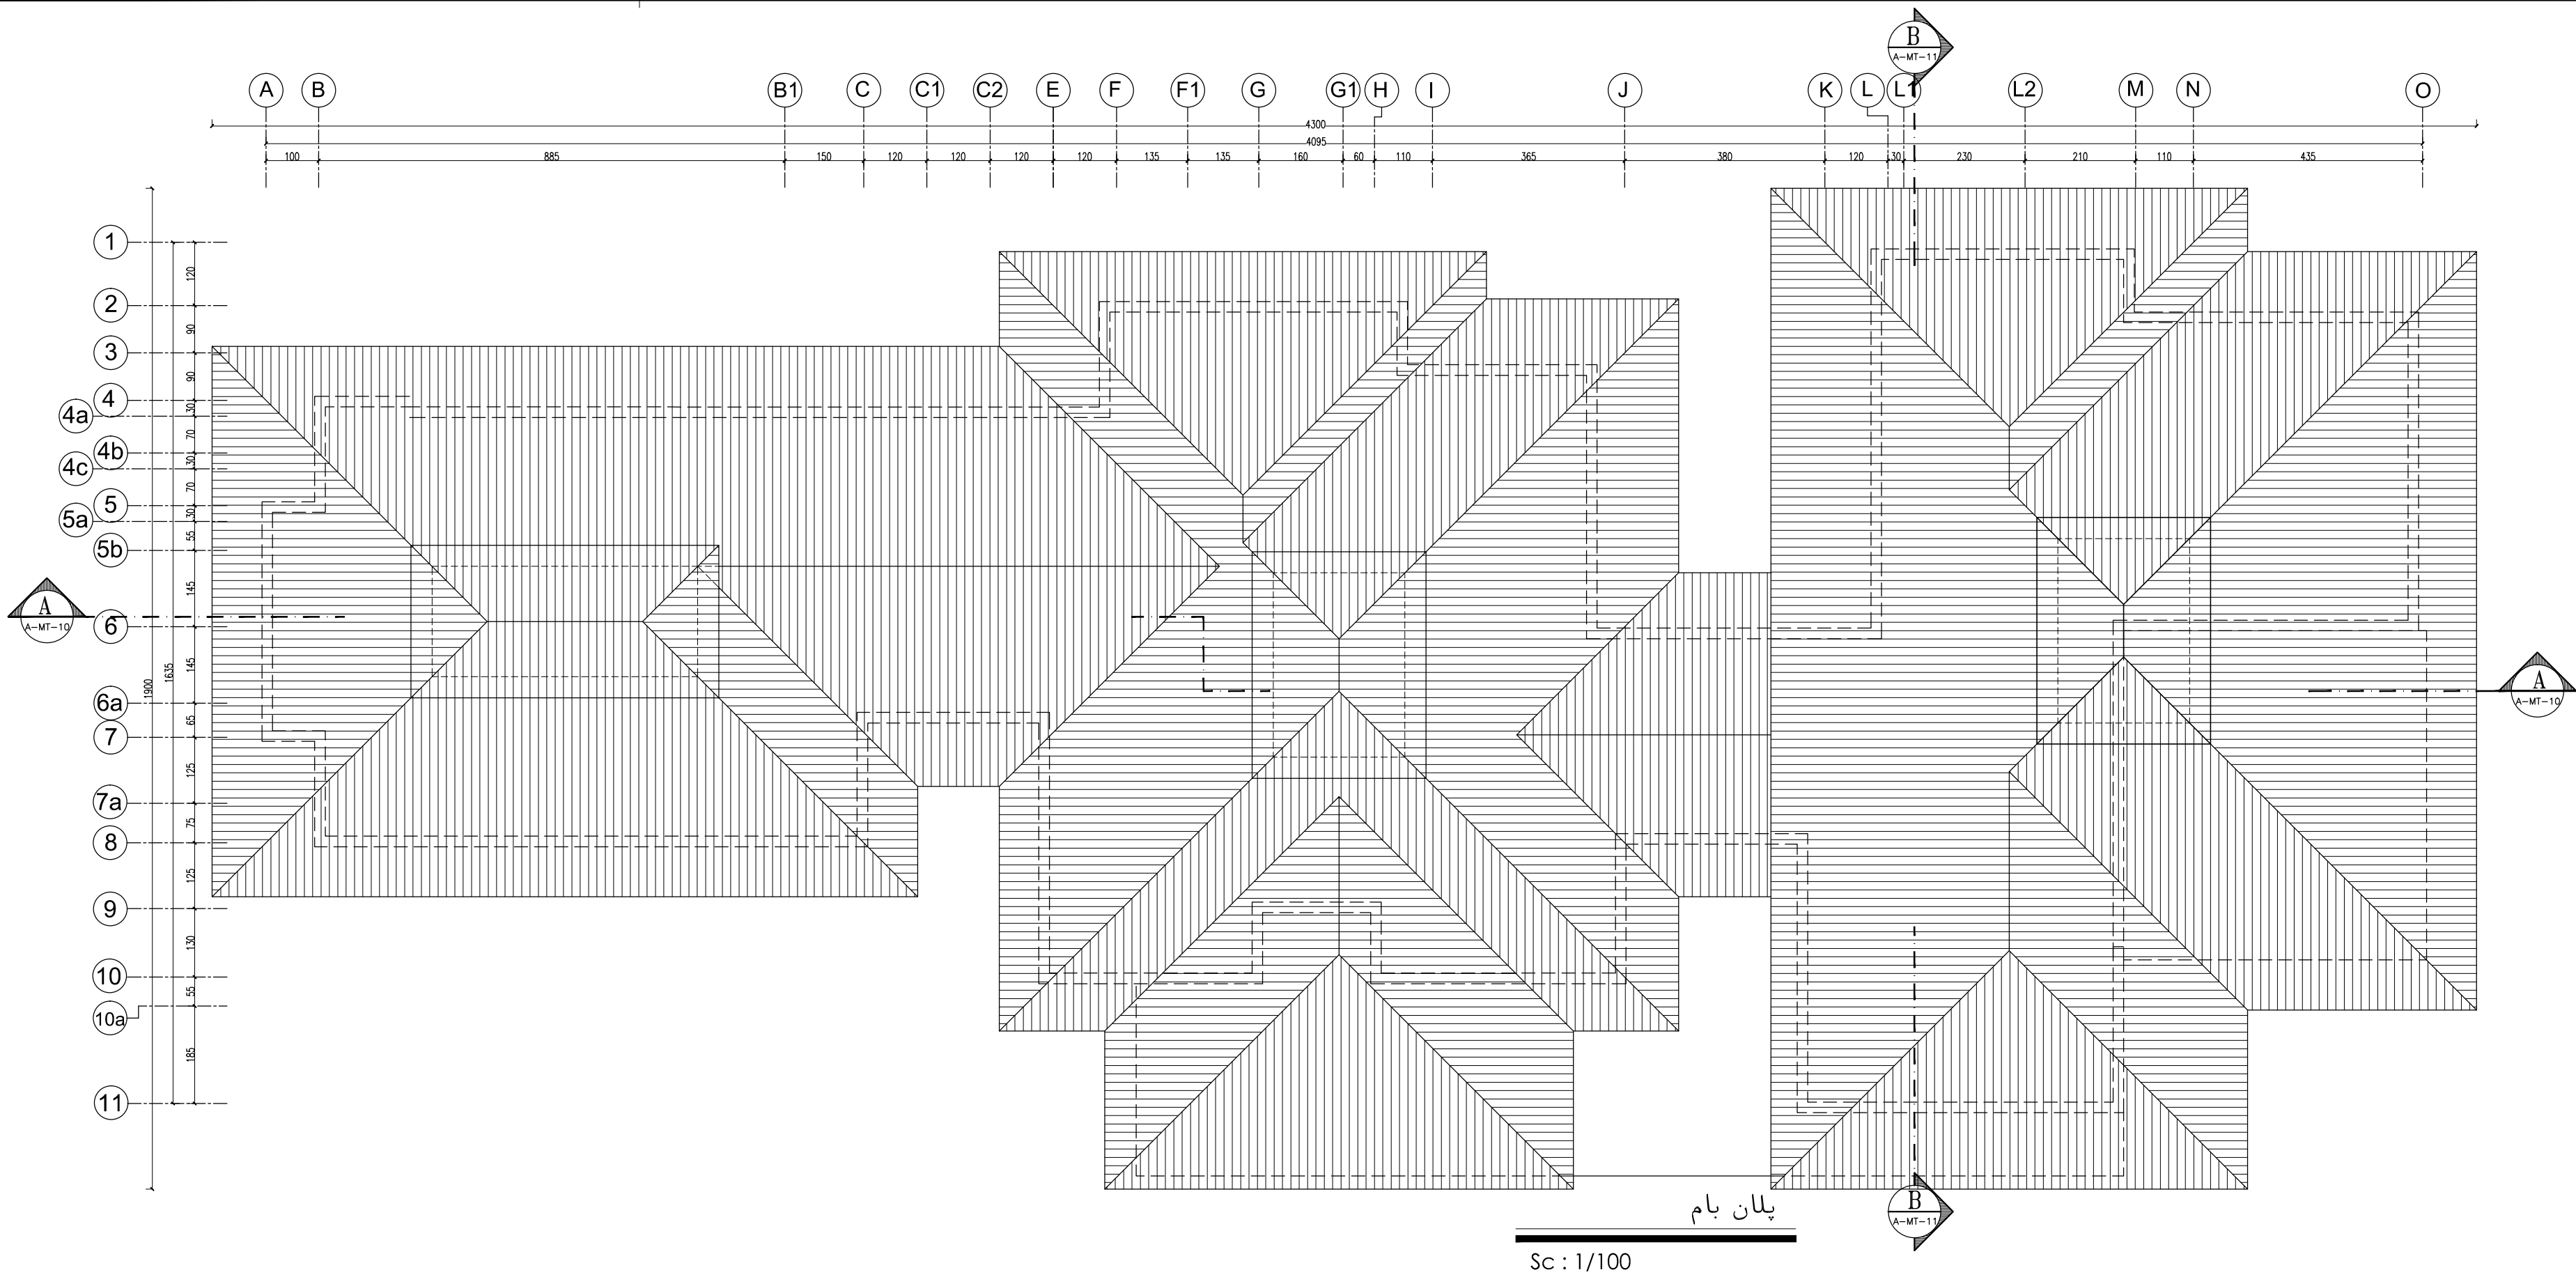 B
A-MT-11
A B B1 C C1 C2 E F F1 G G1 H I J K L L1 L2 M N O
4300
4095
100 885 150 120 120 120 120 135 135 160 60 110 365 380 120 30 230 210 110 435
1
120
2
90
3
90
4
30
4a
70
4b
30
4c
70
5
30
5a
55
5b
145
A
A-MT-10
6
145
1635
1900
6a
65
7
125
7a
75
8
125
9
130
10
55
10a
185
11
A
A-MT-10
B
A-MT-11
پلان بام
Sc : 1/100